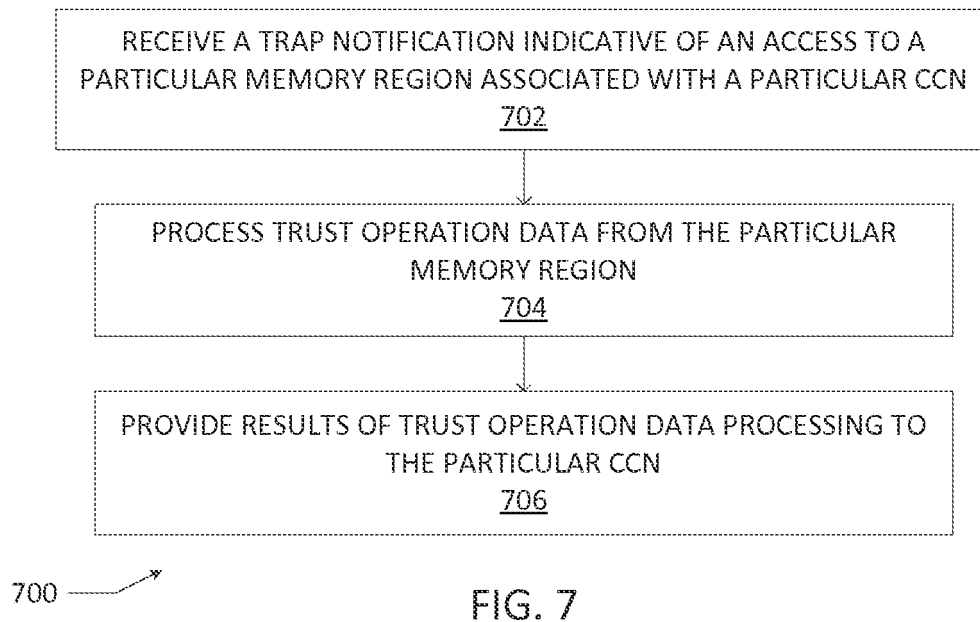 RECEIVE A TRAP NOTIFICATION INDICATIVE OF AN ACCESS TO A
PARTICULAR MEMORY REGION ASSOCIATED WITH A PARTICULAR CCN
702
PROCESS TRUST OPERATION DATA FROM THE PARTICULAR
MEMORY REGION
704
PROVIDE RESULTS OF TRUST OPERATION DATA PROCESSING TO
THE PARTICULAR CCN
706
700
FIG. 7